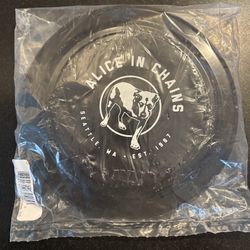 ALICE IN CHAINS
SEATTLE, WA - EST. 1987